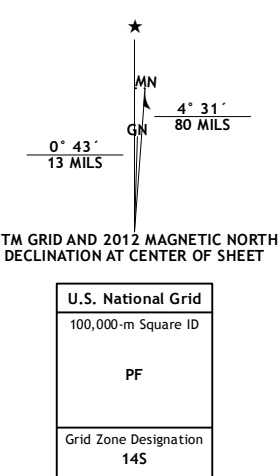 ★
MN
4° 31´
80 MILS
GN
0° 43´
13 MILS
TM GRID AND 2012 MAGNETIC NORTH
DECLINATION AT CENTER OF SHEET
U.S. National Grid
100,000-m Square ID
PF
Grid Zone Designation
14S